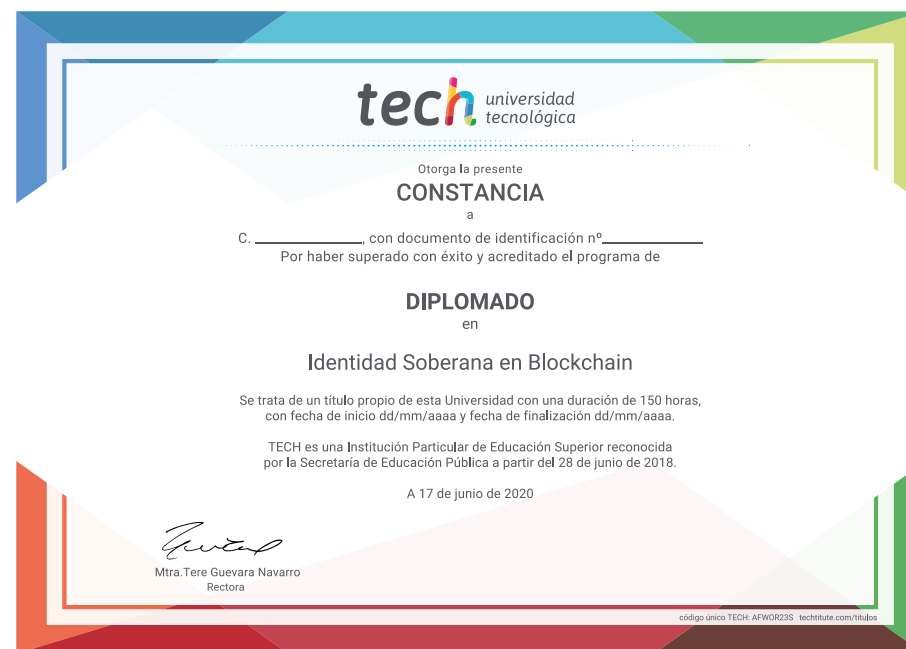 tech universidad
tecnológica
Otorga la presente
CONSTANCIA
a
C. ____________, con documento de identificación nº____________
Por haber superado con éxito y acreditado el programa de
DIPLOMADO
en
Identidad Soberana en Blockchain
Se trata de un título propio de esta Universidad con una duración de 150 horas,
con fecha de inicio dd/mm/aaaa y fecha de finalización dd/mm/aaaa.
TECH es una Institución Particular de Educación Superior reconocida
por la Secretaría de Educación Pública a partir del 28 de junio de 2018.
A 17 de junio de 2020
Mtra.Tere Guevara Navarro
Rectora
código único TECH: AFWOR23S techtitute.com/titulos